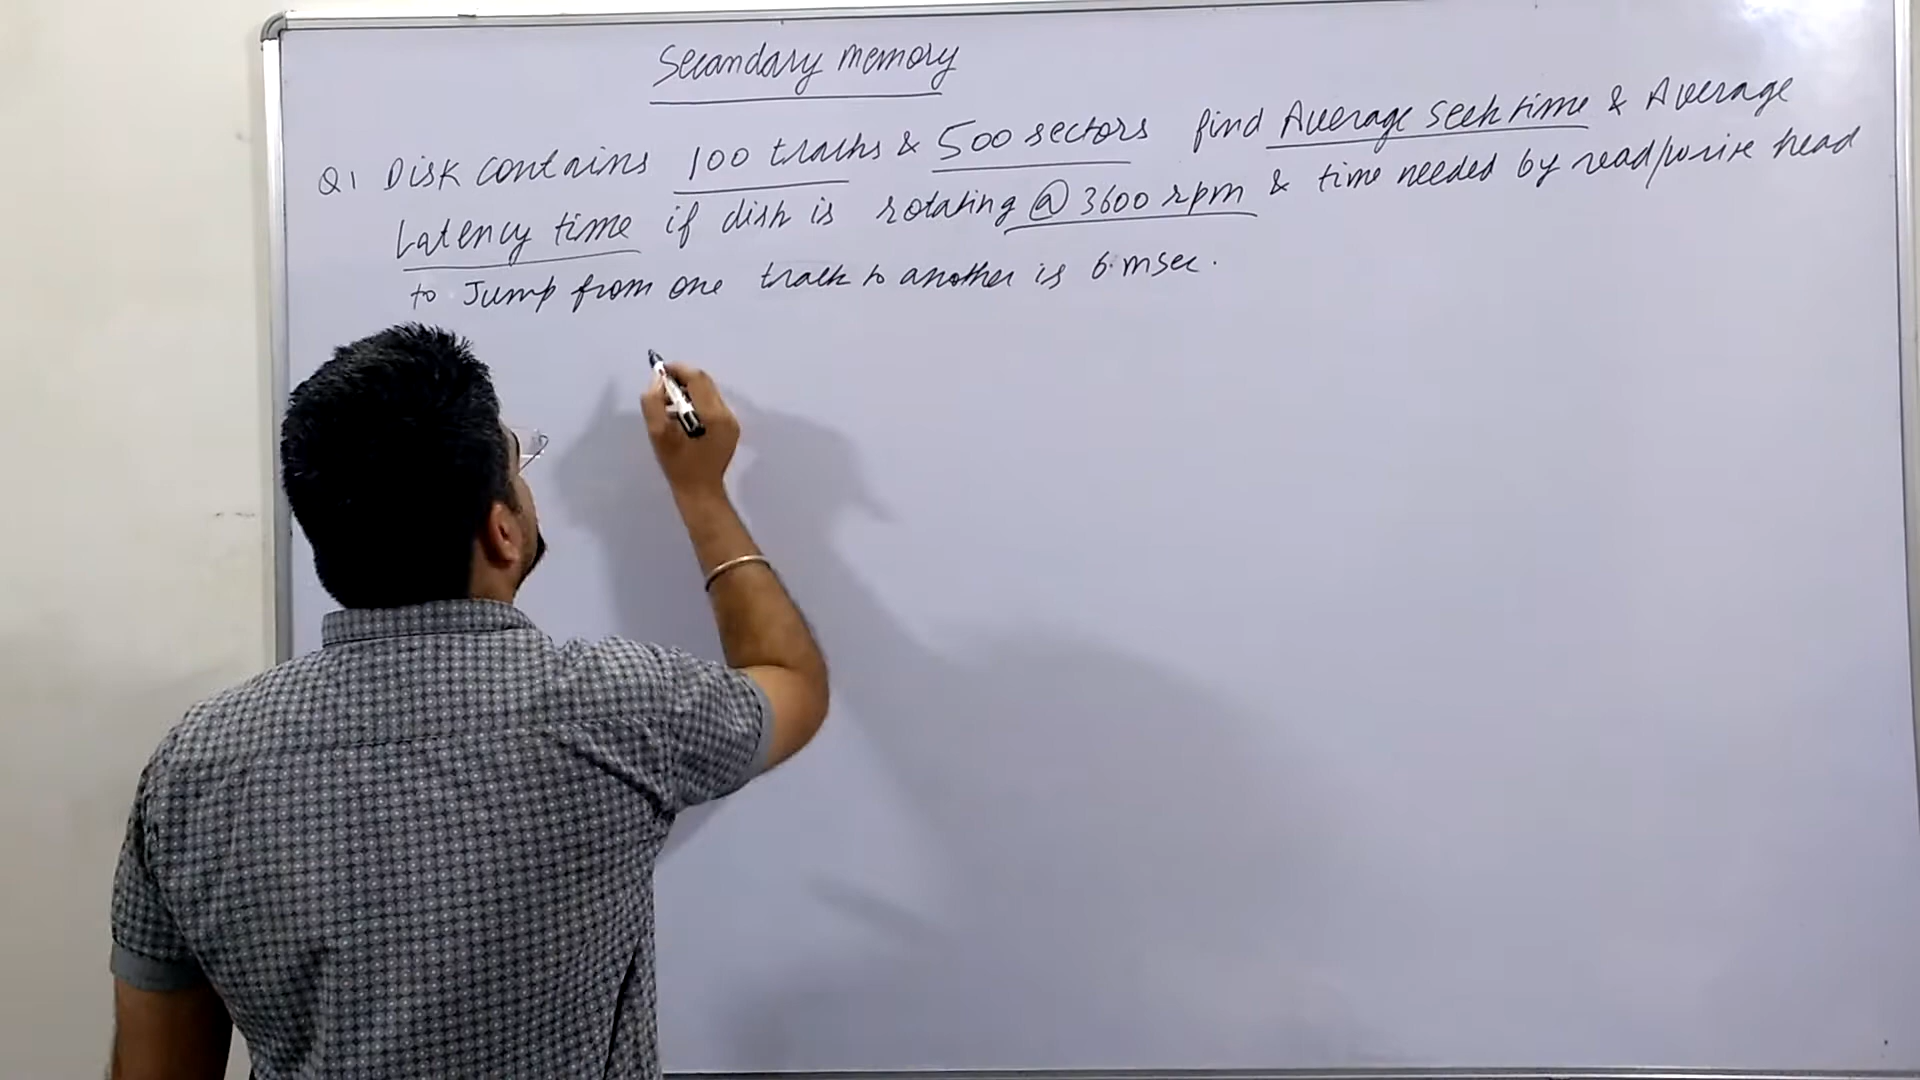 Secondary memory
Q1 Disk contains 100 tracks & 500 sectors find Average seek time & Average
Latency time if disk is rotating @ 3600 rpm & time needed by read/write head
to Jump from one track to another is 6 msec.